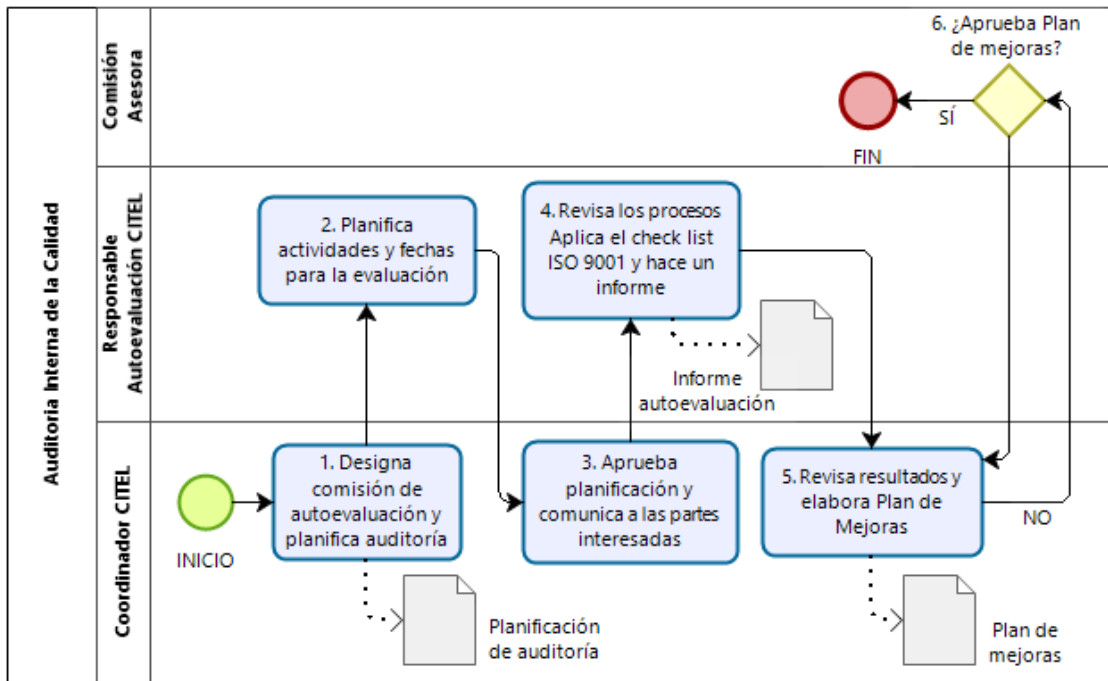 Auditoria Interna de la Calidad
Comisión
Asesora
6. ¿Aprueba Plan
de mejoras?
SÍ
FIN
Responsable
Autoevaluación CITEL
2. Planifica
actividades y fechas
para la evaluación
4. Revisa los procesos
Aplica el check list
ISO 9001 y hace un
informe
Informe
autoevaluación
Coordinador CITEL
INICIO
1. Designa
comisión de
autoevaluación y
planifica auditoría
Planificación
de auditoría
3. Aprueba
planificación y
comunica a las partes
interesadas
5. Revisa resultados y
elabora Plan de
Mejoras
NO
Plan de
mejoras